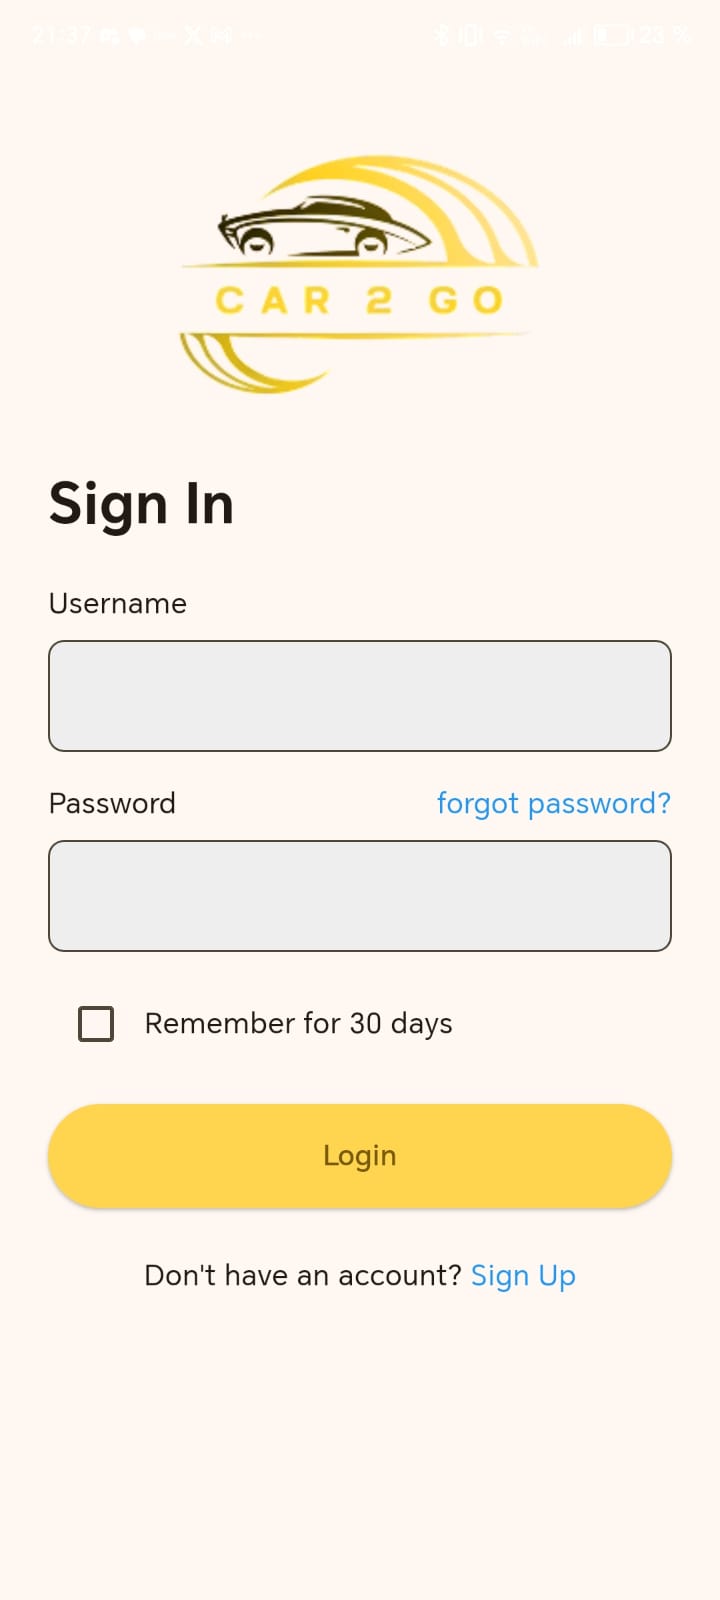 21:37 23 %
CAR 2 GO
Sign In
Username
Password forgot password?
Remember for 30 days
Login
Don't have an account? Sign Up